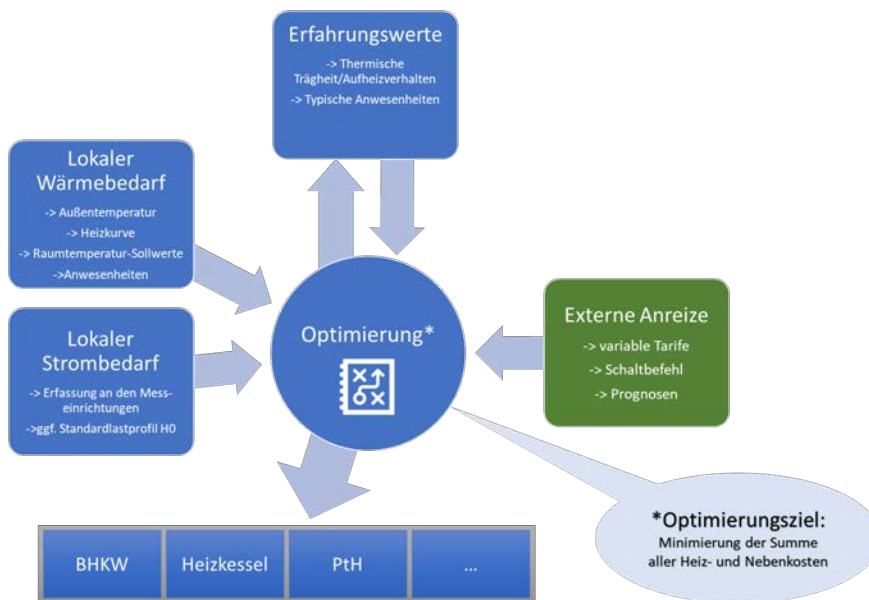 Erfahrungswerte
-> Thermische
Trägheit/Aufheizverhalten
-> Typische Anwesenheiten
Lokaler
Wärmebedarf
-> Außentemperatur
-> Heizkurve
-> Raumtemperatur-Sollwerte
->Anwesenheiten
Lokaler
Strombedarf
-> Erfassung an den Mess-
einrichtungen
->ggf. Standardlastprofil H0
Optimierung*
Externe Anreize
-> variable Tarife
-> Schaltbefehl
-> Prognosen
*Optimierungsziel:
Minimierung der Summe
aller Heiz- und Nebenkosten
BHKW
Heizkessel
PtH
...